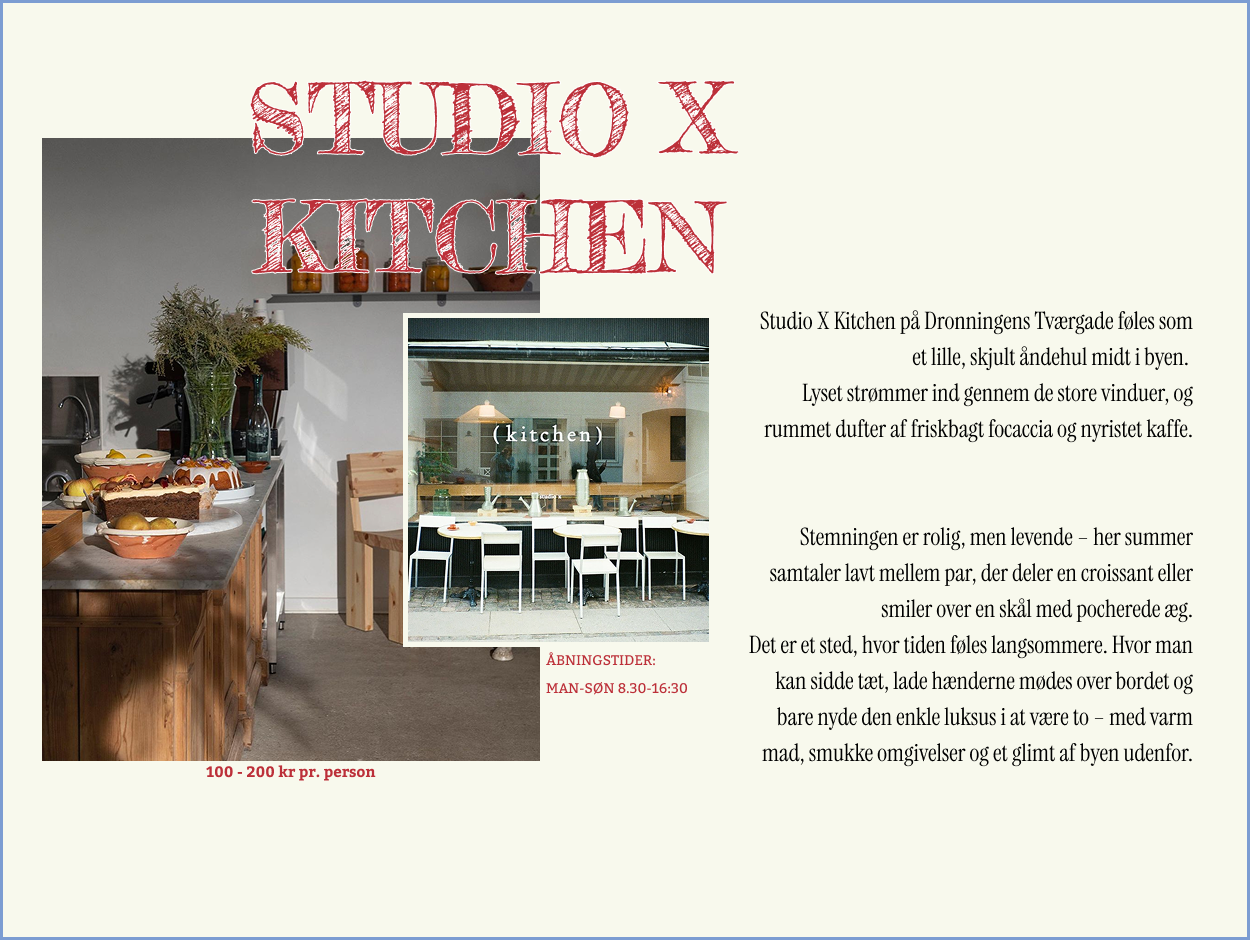 STUDIO X
KITCHEN
(kitchen)
studio x
ÅBNINGSTIDER:
MAN-SØN 8.30-16:30
100 - 200 kr pr. person
Studio X Kitchen på Dronningens Tværgade føles som
et lille, skjult åndehul midt i byen.
Lyset strømmer ind gennem de store vinduer, og
rummet dufter af friskbagt focaccia og nyristet kaffe.
Stemningen er rolig, men levende – her summer
samtaler lavt mellem par, der deler en croissant eller
smiler over en skål med pocherede æg.
Det er et sted, hvor tiden føles langsommere. Hvor man
kan sidde tæt, lade hænderne mødes over bordet og
bare nyde den enkle luksus i at være to – med varm
mad, smukke omgivelser og et glimt af byen udenfor.